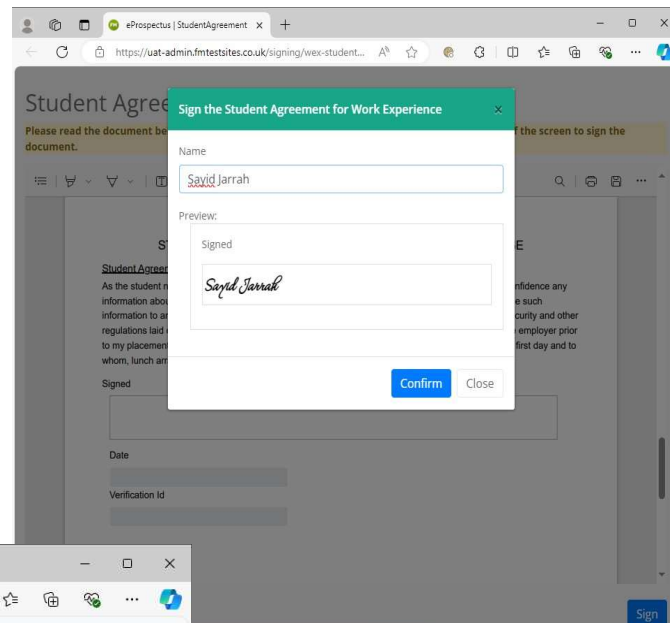 eProspectus | StudentAgreement
https://uat-admin.fmtestsites.co.uk/signing/wex-student...
Student Agree
Sign the Student Agreement for Work Experience
Please read the document be
f the screen to sign the
document.
Name
Sayid Jarrah
Preview:
Signed
Sayid Jarrah
Confirm
Close
S
E
Student Agreer
As the student n
nfidence any
information abou
e such
information to an
curity and other
regulations laid
employer prior
to my placement
first day and to
whom, lunch arr
Signed
Date
Verification Id
Sign